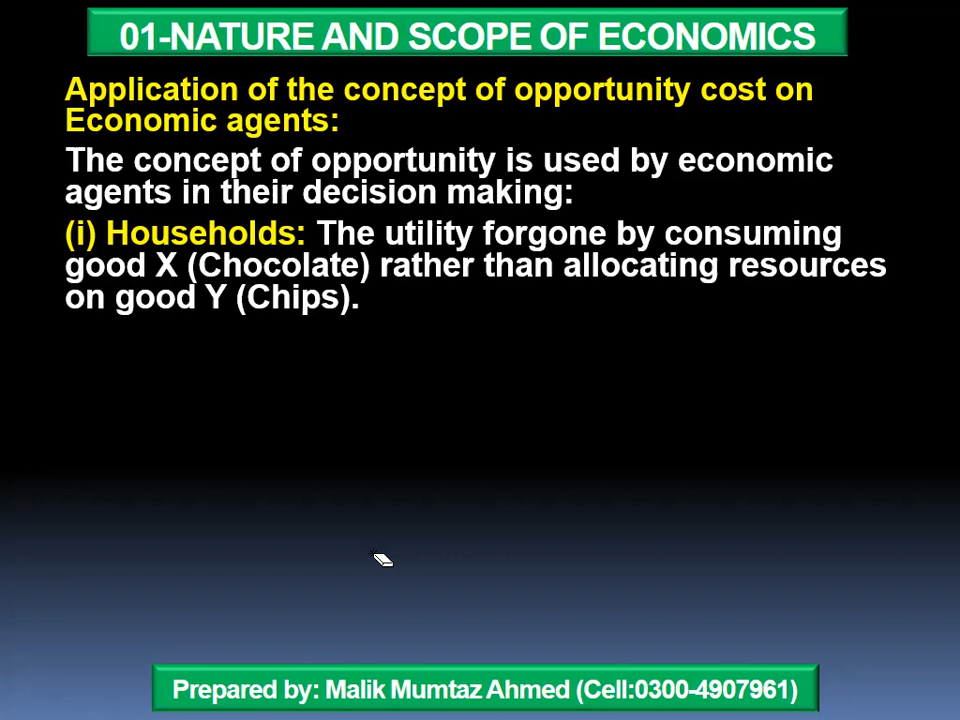 01-NATURE AND SCOPE OF ECONOMICS
Application of the concept of opportunity cost on
Economic agents:
The concept of opportunity is used by economic
agents in their decision making:
(i) Households: The utility forgone by consuming
good X (Chocolate) rather than allocating resources
on good Y (Chips).
Prepared by: Malik Mumtaz Ahmed (Cell:0300-4907961)